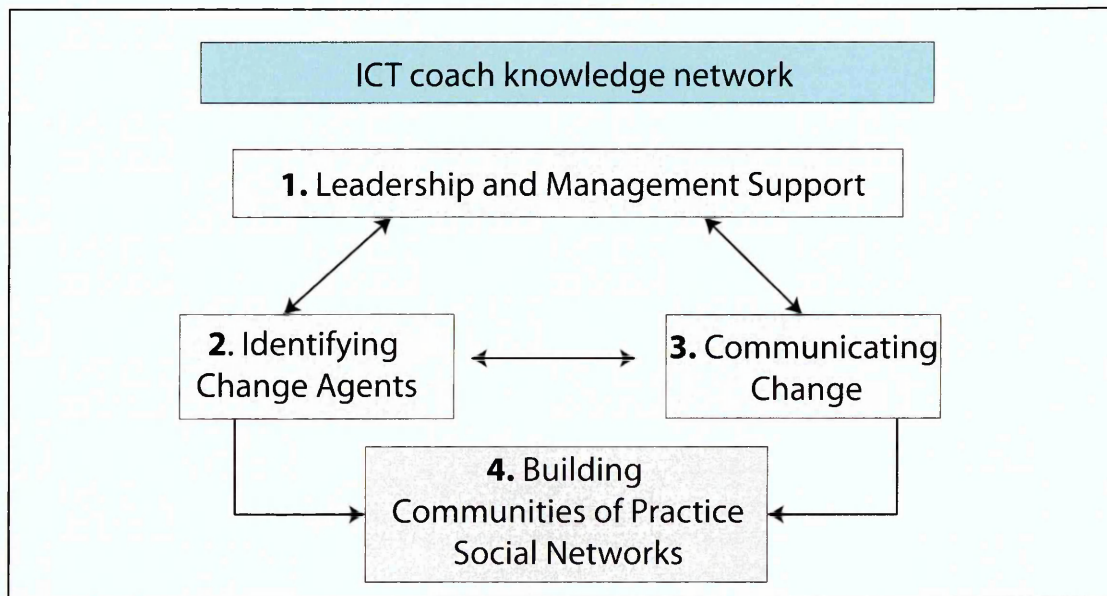 ICT coach knowledge network
1. Leadership and Management Support
2. Identifying
Change Agents
3. Communicating
Change
4. Building
Communities of Practice
Social Networks